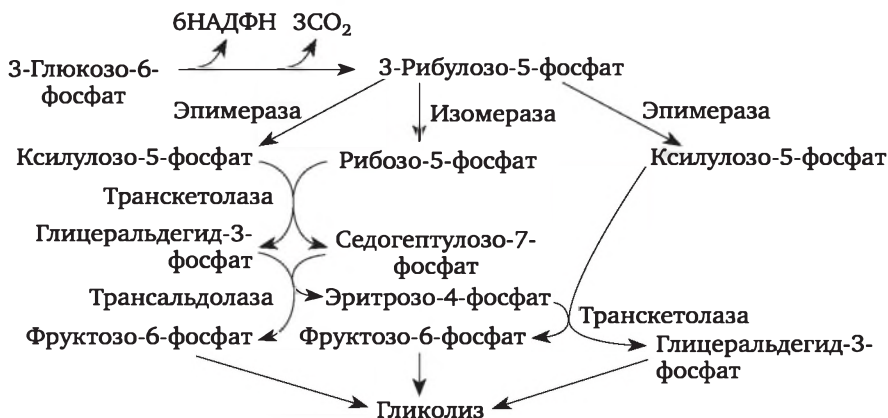 6НАДФН 3CO₂
3-Глюкозо-6-
фосфат
3-Рибулозо-5-фосфат
Эпимераза
Изомераза
Эпимераза
Ксилулозо-5-фосфат
Рибозо-5-фосфат
Ксилулозо-5-фосфат
Транскетолаза
Глицеральдегид-3-
фосфат
Седогептулозо-7-
фосфат
Трансальдолаза
Эритрозо-4-фосфат
Транскетолаза
Фруктозо-6-фосфат
Фруктозо-6-фосфат
Глицеральдегид-3-
фосфат
Гликолиз